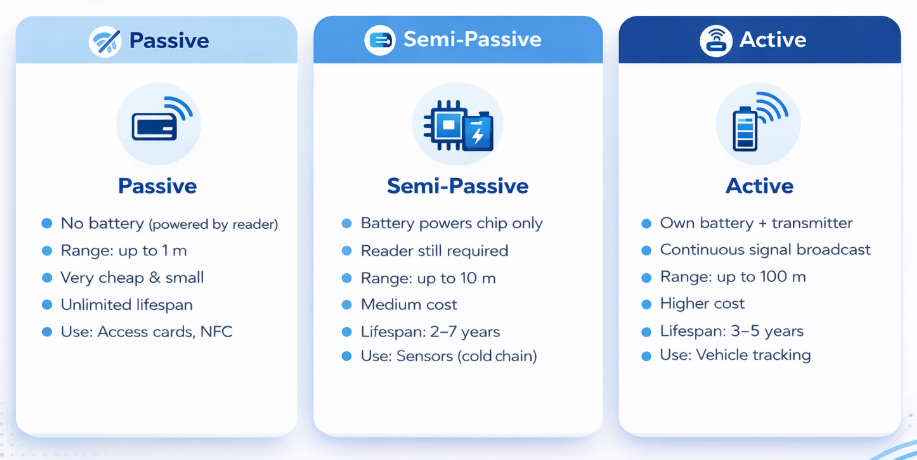 Passive
Passive
No battery (powered by reader)
Range: up to 1 m
Very cheap & small
Unlimited lifespan
Use: Access cards, NFC
Semi-Passive
Semi-Passive
Battery powers chip only
Reader still required
Range: up to 10 m
Medium cost
Lifespan: 2–7 years
Use: Sensors (cold chain)
Active
Active
Own battery + transmitter
Continuous signal broadcast
Range: up to 100 m
Higher cost
Lifespan: 3–5 years
Use: Vehicle tracking